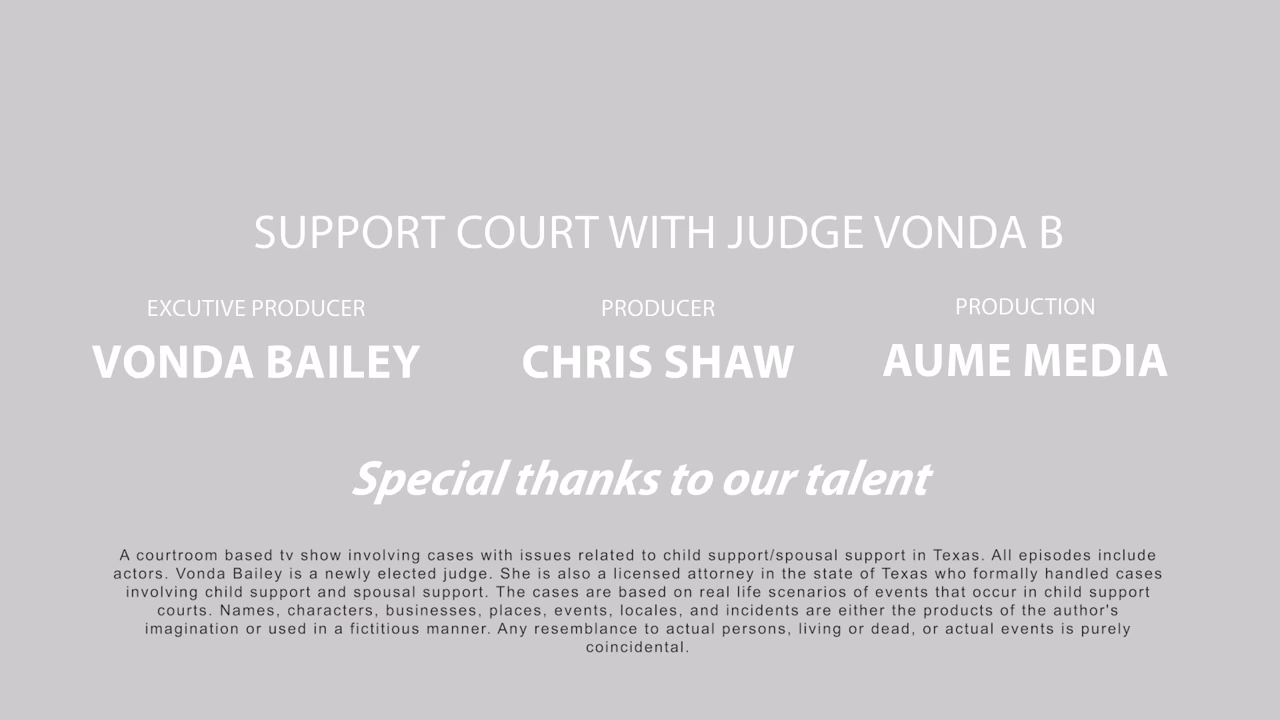 SUPPORT COURT WITH JUDGE VONDA B
EXCUTIVE PRODUCER
VONDA BAILEY
PRODUCER
CHRIS SHAW
PRODUCTION
AUME MEDIA
Special thanks to our talent
A courtroom based tv show involving cases with issues related to child support/spousal support in Texas. All episodes include
actors. Vonda Bailey is a newly elected judge. She is also a licensed attorney in the state of Texas who formally handled cases
involving child support and spousal support. The cases are based on real life scenarios of events that occur in child support
courts. Names, characters, businesses, places, events, locales, and incidents are either the products of the author's
imagination or used in a fictitious manner. Any resemblance to actual persons, living or dead, or actual events is purely
coincidental.